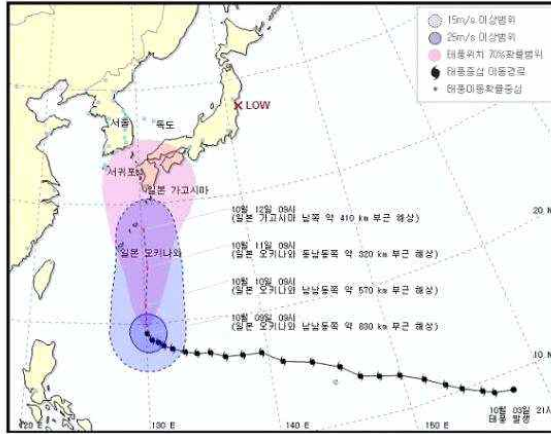 15m/s 이상범위
25m/s 이상범위
태풍위치 70%확률범위
태풍중심 이동경로
태풍이동확률중심
LOW
서울
독도
서귀포
일본 가고시마
10월 12일 09시
(일본 가고시마 남쪽 약 410 km 부근 해상)
20 N
10월 11일 09시
일본 오키나와
(일본 오키나와 동남동쪽 약 320 km 부근 해상)
10월 10일 09시
(일본 오키나와 남남동쪽 약 570 km 부근 해상)
10월 09일 09시
(일본 오키나와 남남동쪽 약 830 km 부근 해상)
10 N
10월 03일 21시
태풍 발생
120 E
130 E
140 E
150 E